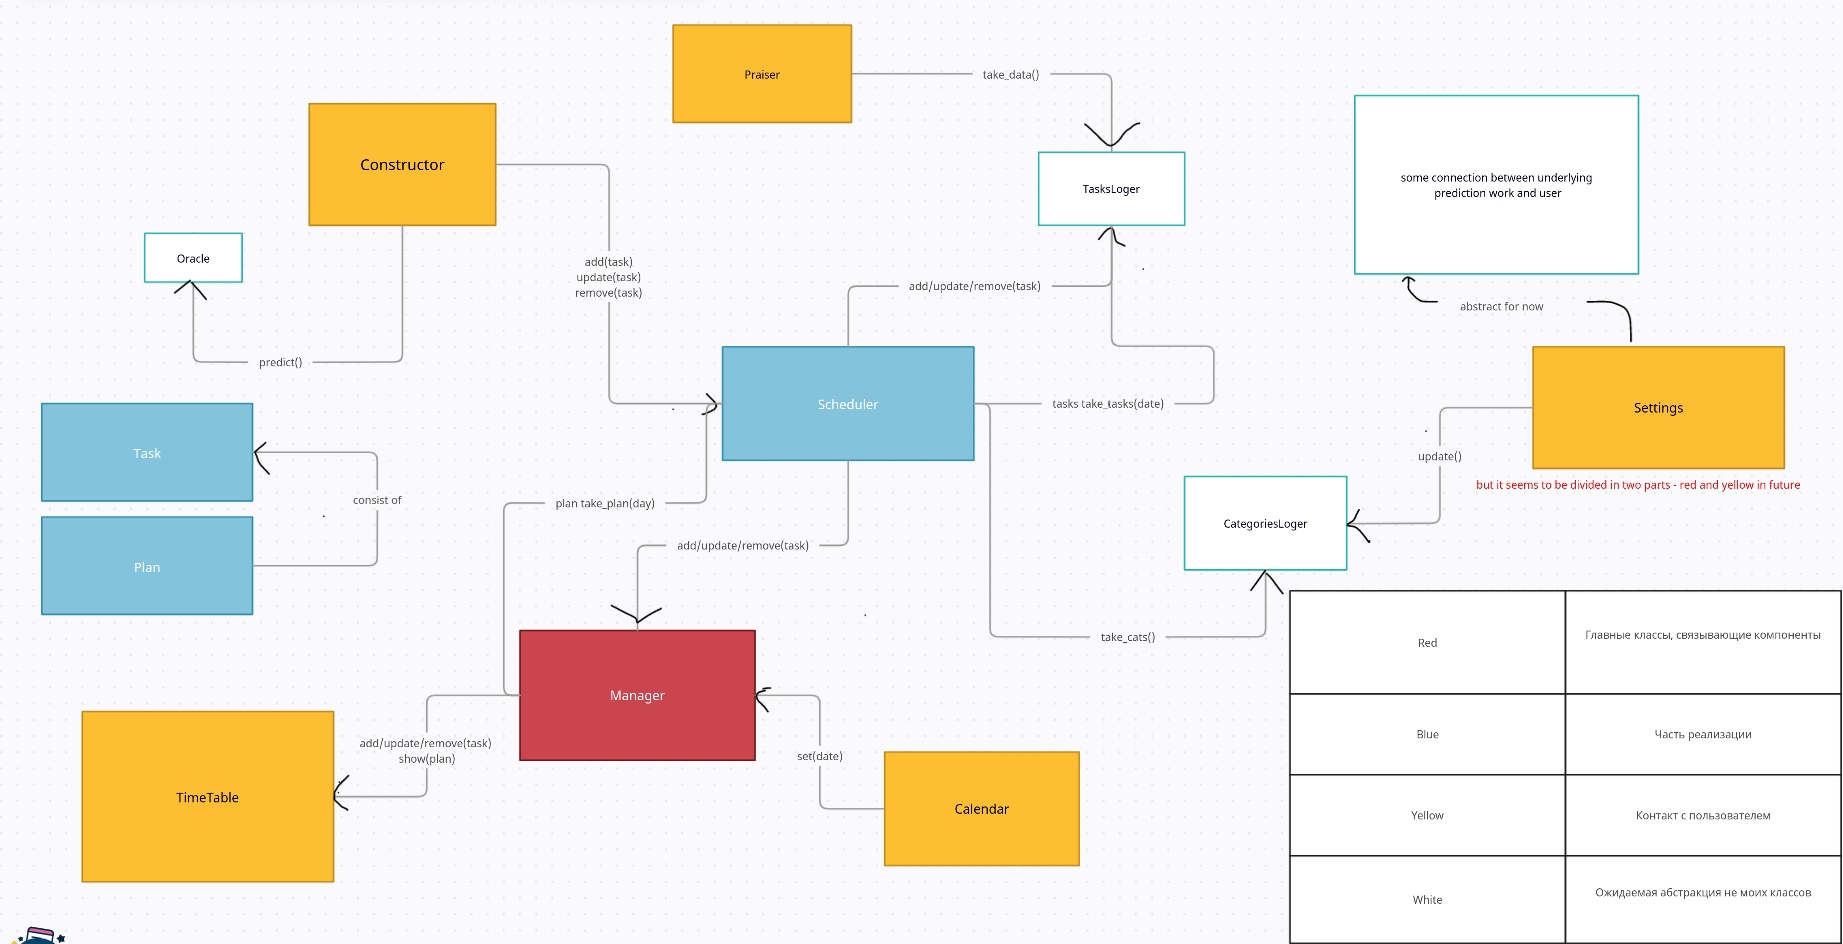 Praiser
take_data()
Constructor
some connection between underlying
prediction work and user
TasksLoger
Oracle
add(task)
update(task)
remove(task)
add/update/remove(task)
abstract for now
predict()
Scheduler
tasks take_tasks(date)
Settings
Task
update()
but it seems to be divided in two parts - red and yellow in future
consist of
plan take_plan(day)
CategoriesLoger
add/update/remove(task)
Plan
take_cats()
Manager
add/update/remove(task)
show(plan)
set(date)
TimeTable
Calendar
Red
Главные классы, связывающие компоненты
Blue
Часть реализации
Yellow
Контакт с пользователем
White
Ожидаемая абстракция не моих классов